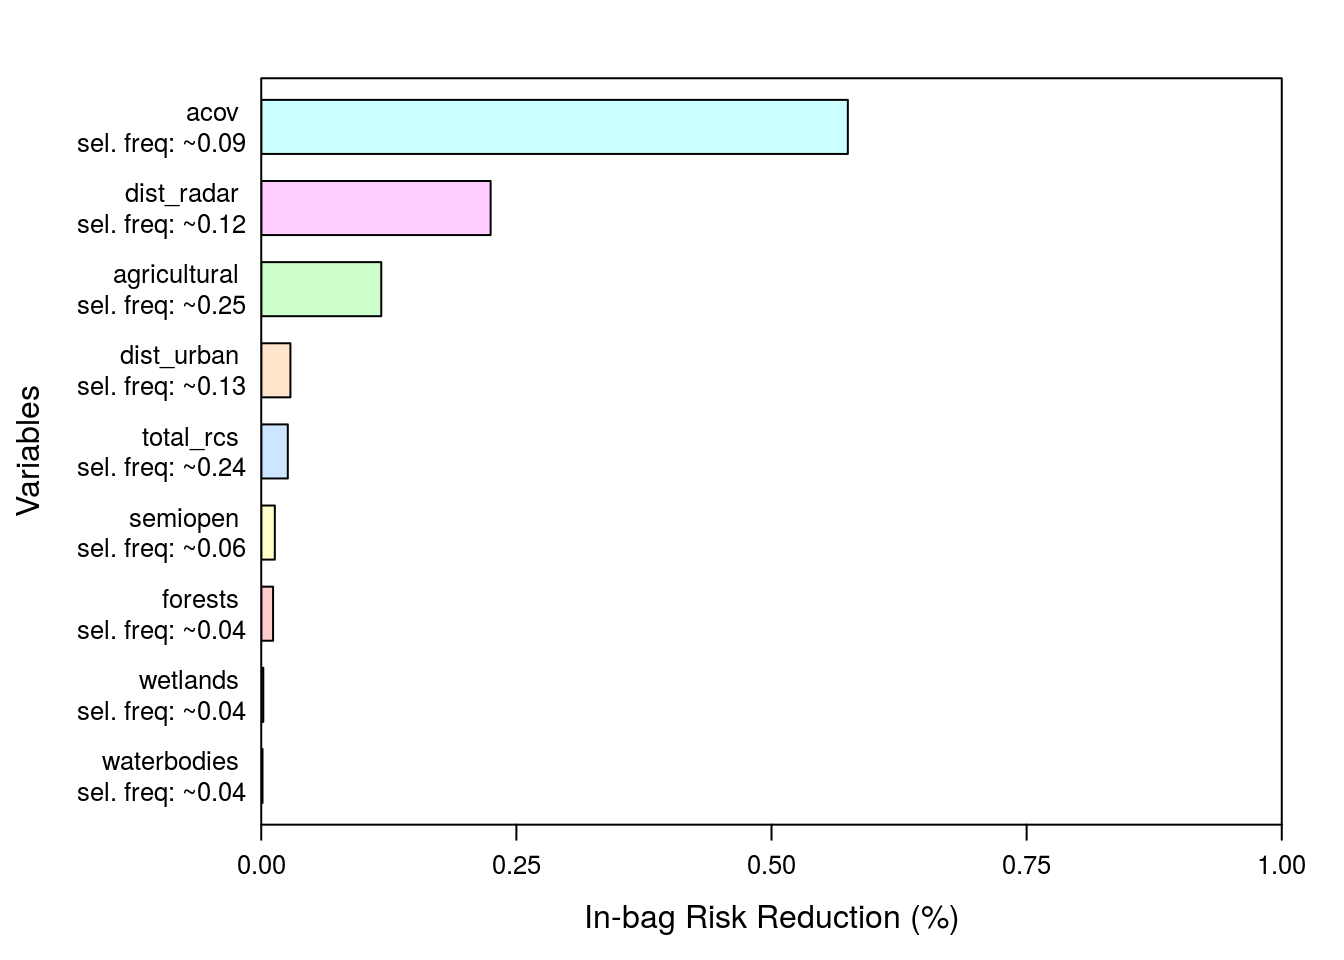 acov
sel. freq: ~0.09
dist_radar
sel. freq: ~0.12
agricultural
sel. freq: ~0.25
dist_urban
sel. freq: ~0.13
total_rcs
sel. freq: ~0.24
semiopen
sel. freq: ~0.06
forests
sel. freq: ~0.04
wetlands
sel. freq: ~0.04
waterbodies
sel. freq: ~0.04
Variables
0.00 0.25 0.50 0.75 1.00
In-bag Risk Reduction (%)